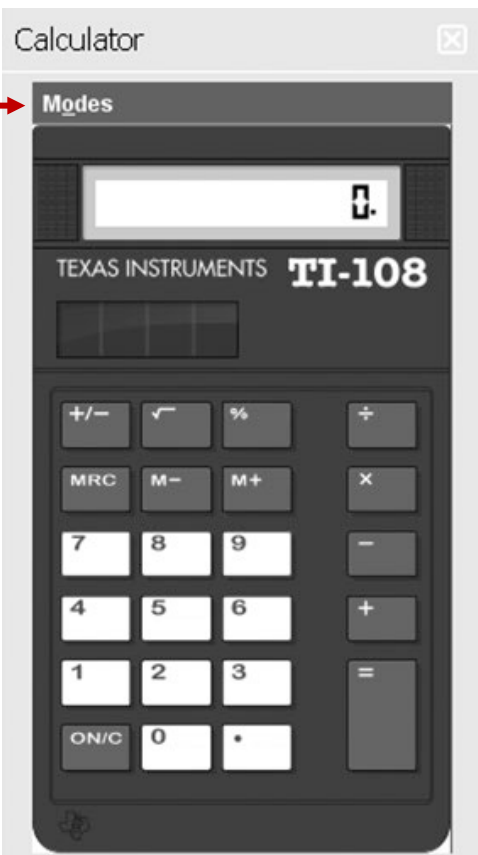 Calculator
Modes
0.
TEXAS INSTRUMENTS TI-108
+/− √ % ÷
MRC M− M+ ×
7 8 9 −
4 5 6 +
1 2 3 =
ON/C 0 •